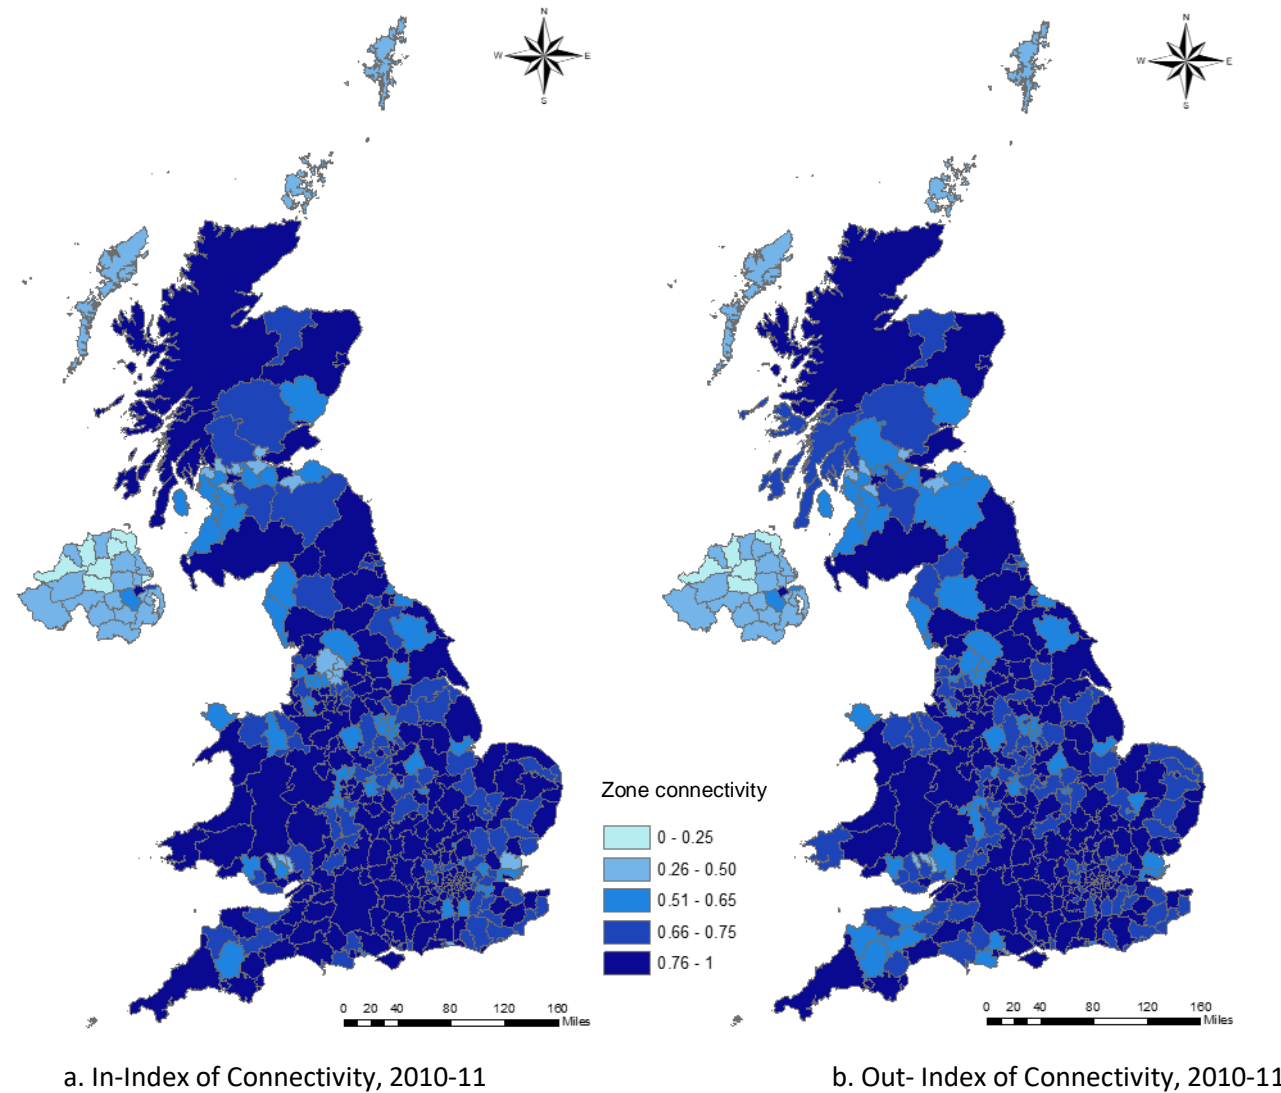 N
W E
S
N
W E
S
Zone connectivity
0 - 0.25
0.26 - 0.50
0.51 - 0.65
0.66 - 0.75
0.76 - 1
0 20 40 80 120 160
Miles
0 20 40 80 120 160
Miles
a. In-Index of Connectivity, 2010-11
b. Out- Index of Connectivity, 2010-11